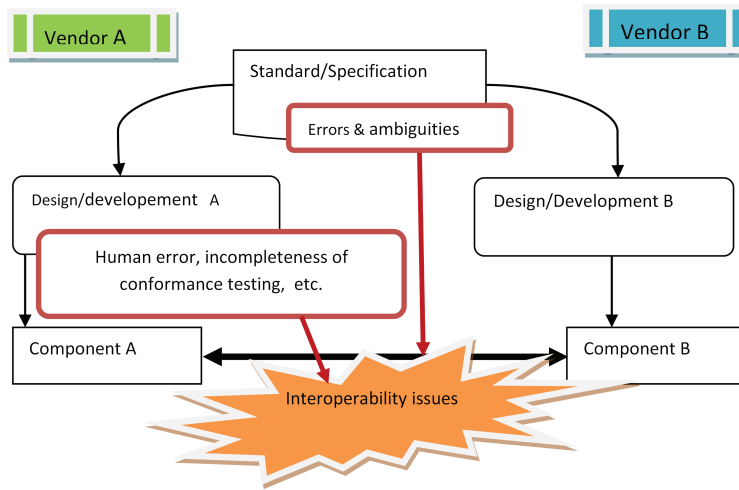 Vendor A
Vendor B
Standard/Specification
Errors & ambiguities
Design/developement A
Design/Development B
Human error, incompleteness of
conformance testing, etc.
Component A
Component B
Interoperability issues